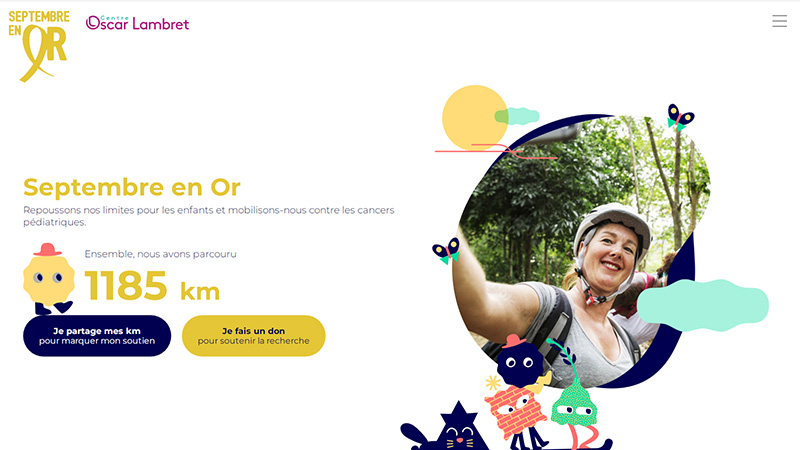 SEPTEMBRE
EN OR
Centre
Oscar Lambret
Septembre en Or
Repoussons nos limites pour les enfants et mobilisons-nous contre les cancers
pédiatriques.
Ensemble, nous avons parcouru
1185 km
Je partage mes km
pour marquer mon soutien
Je fais un don
pour soutenir la recherche